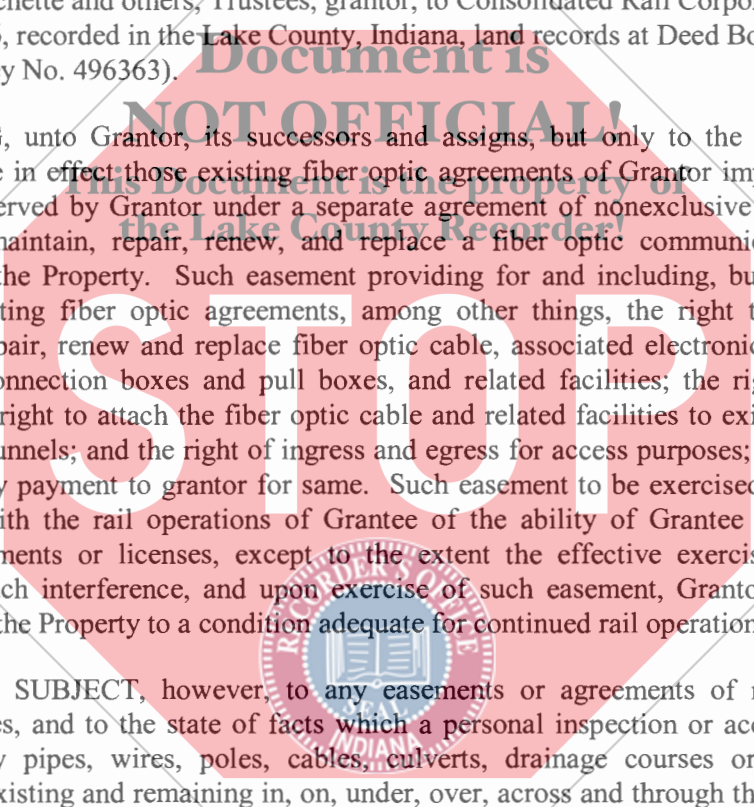 chette and others, Trustees, grantor, to Consolidated Rail Corpor
, recorded in the Lake County, Indiana, land records at Deed Bo
Document is
y No. 496363).
NOT OFFICIAL!
, unto Grantor, its successors and assigns, but only to the
e in effect those existing fiber optic agreements of Grantor im
This Document is the property of
erved by Grantor under a separate agreement of nonexclusive
the Lake County Recorder!
maintain, repair, renew, and replace a fiber optic communic
the Property. Such easement providing for and including, bu
ting fiber optic agreements, among other things, the right t
STOP
pair, renew and replace fiber optic cable, associated electronic
onnection boxes and pull boxes, and related facilities; the ri
right to attach the fiber optic cable and related facilities to exi
unnels; and the right of ingress and egress for access purposes;
y payment to grantor for same. Such easement to be exercised
ith the rail operations of Grantee of the ability of Grantee
ments or licenses, except to the extent the effective exercis
ch interference, and upon exercise of such easement, Granto
the Property to a condition adequate for continued rail operation
RECORDER'S OFFICE
SEAL
INDIANA
SUBJECT, however, to any easements or agreements of r
es, and to the state of facts which a personal inspection or acc
y pipes, wires, poles, cables, culverts, drainage courses or
xisting and remaining in, on, under, over, across and through th